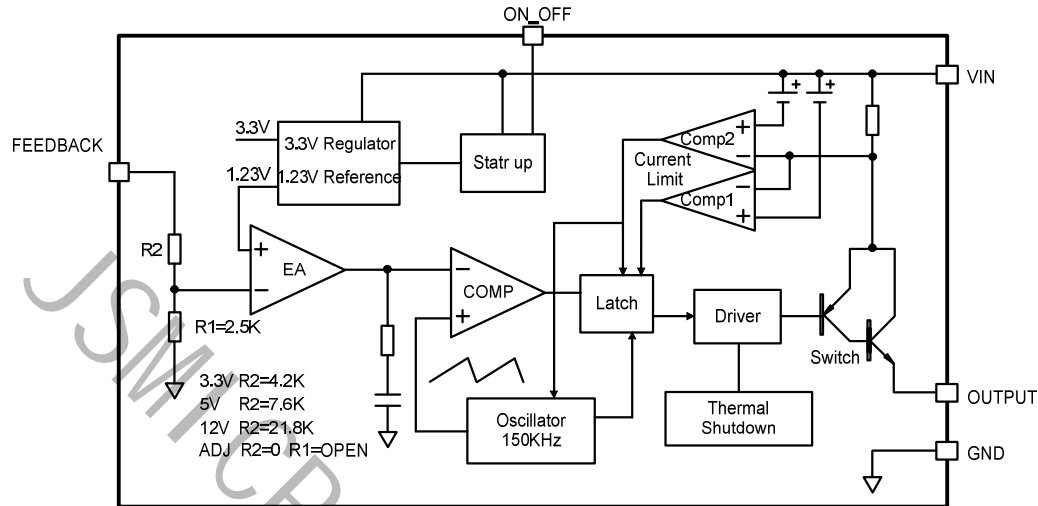 ON_OFF
VIN
FEEDBACK
3.3V
3.3V Regulator
1.23V
1.23V Reference
Statr up
Comp2
+
−
Current
Limit
Comp1
−
+
+
+
R2
+
−
EA
R1=2.5K
−
COMP
+
Latch
Driver
Switch
3.3V R2=4.2K
5V R2=7.6K
12V R2=21.8K
ADJ R2=0 R1=OPEN
Oscillator
150KHz
Thermal
Shutdown
OUTPUT
GND